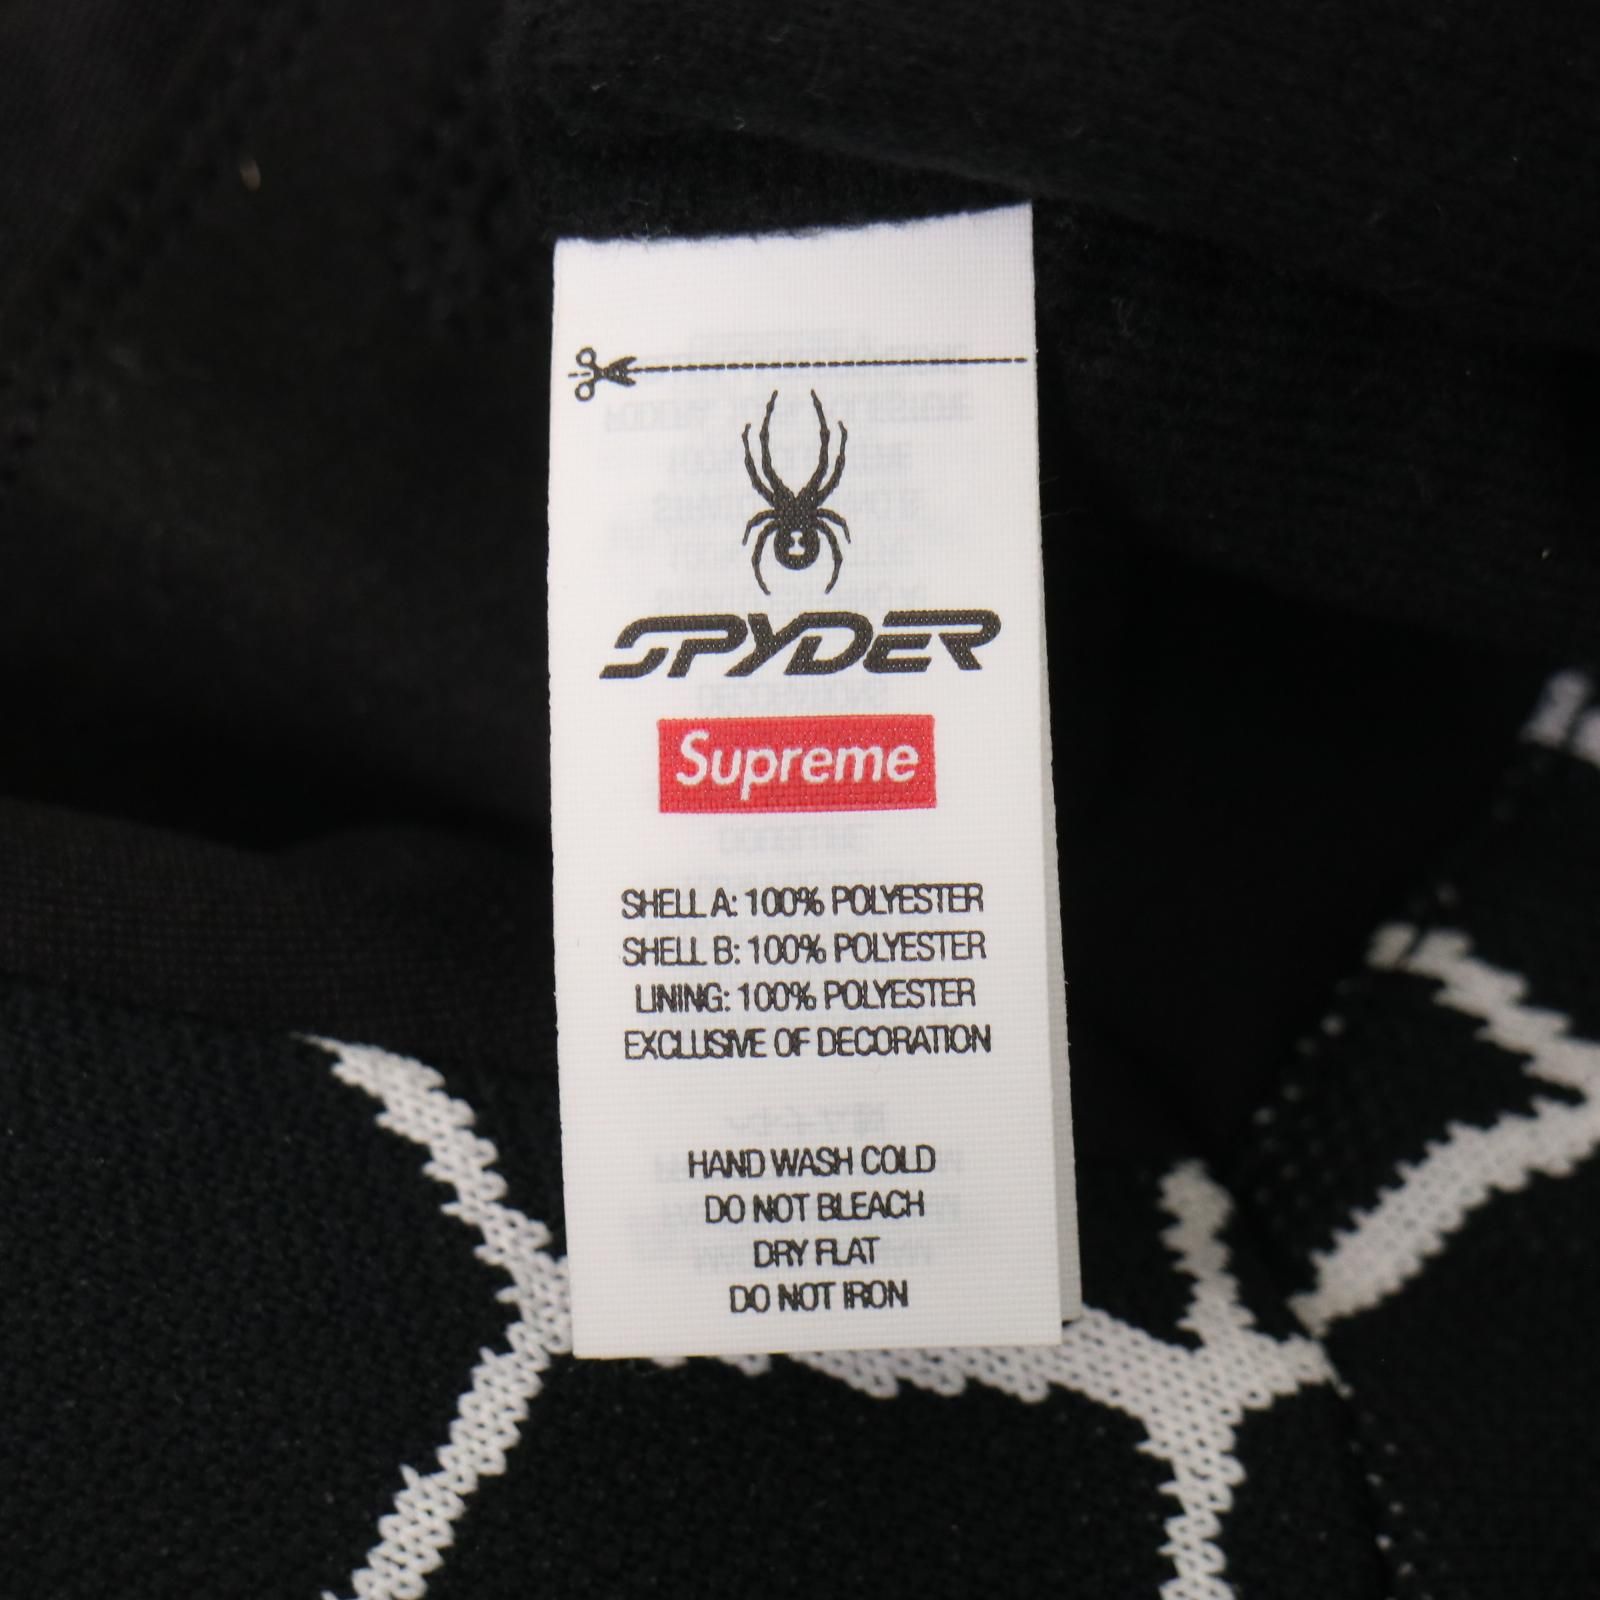 SPYDER
Supreme
SHELL A: 100% POLYESTER
SHELL B: 100% POLYESTER
LINING: 100% POLYESTER
EXCLUSIVE OF DECORATION
HAND WASH COLD
DO NOT BLEACH
DRY FLAT
DO NOT IRON